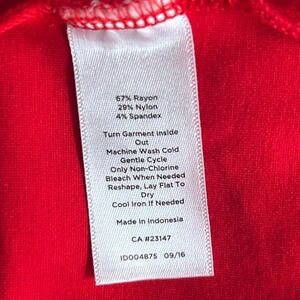 67% Rayon
29% Nylon
4% Spandex
Turn Garment Inside
Out
Machine Wash Cold
Gentle Cycle
Only Non-Chlorine
Bleach When Needed
Reshape, Lay Flat To
Dry
Cool Iron If Needed
Made in Indonesia
CA #23147
ID004875 09/16